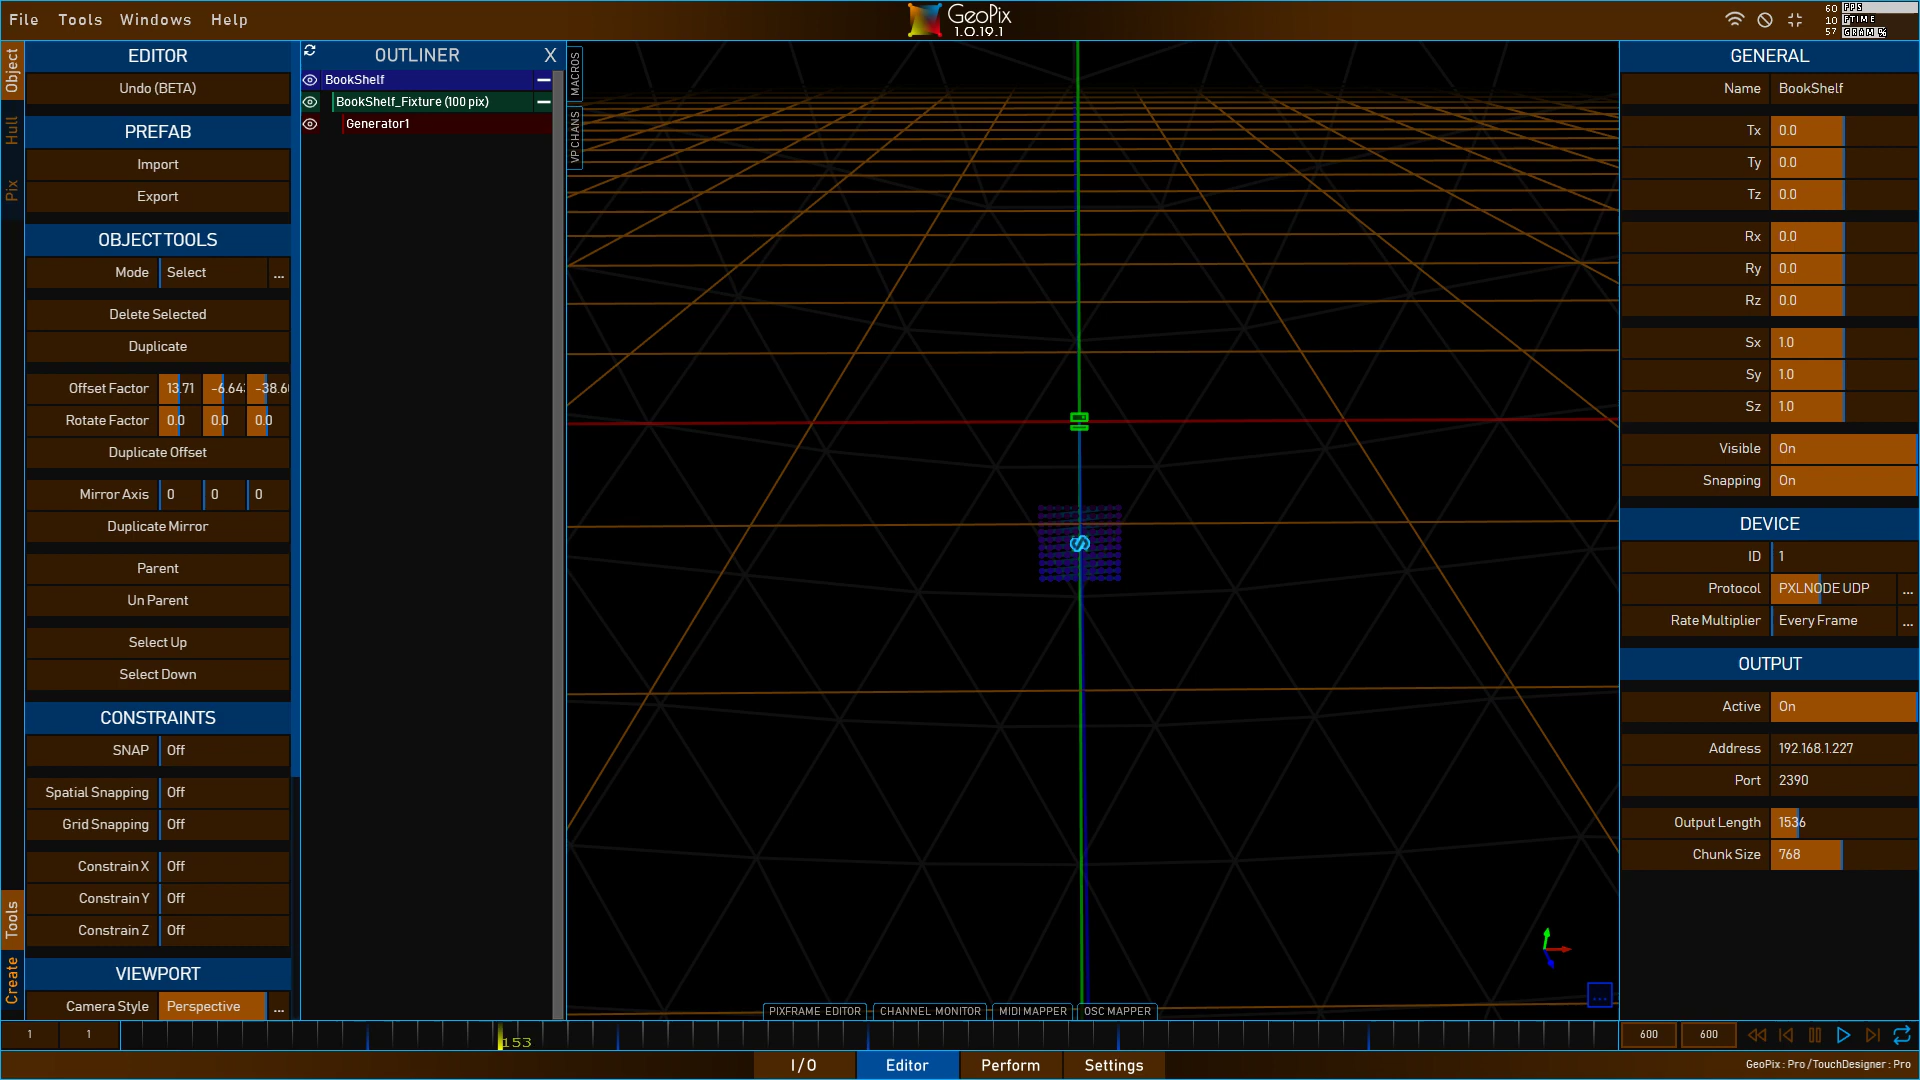 File Tools Windows Help
GeoPix
1.0.19.1
60 FPS
10 FTIME
57 GRAM %
Object
Hull
Pix
Tools
Create
EDITOR
Undo (BETA)
PREFAB
Import
Export
OBJECT TOOLS
Mode Select ...
Delete Selected
Duplicate
Offset Factor 13.71 -6.64 -38.6
Rotate Factor 0.0 0.0 0.0
Duplicate Offset
Mirror Axis 0 0 0
Duplicate Mirror
Parent
Un Parent
Select Up
Select Down
CONSTRAINTS
SNAP Off
Spatial Snapping Off
Grid Snapping Off
Constrain X Off
Constrain Y Off
Constrain Z Off
VIEWPORT
Camera Style Perspective ...
OUTLINER X
BookShelf
BookShelf_Fixture (100 pix)
Generator1
MACROS
VP CHANS
PIXFRAME EDITOR CHANNEL MONITOR MIDI MAPPER OSC MAPPER
...
GENERAL
Name BookShelf
Tx 0.0
Ty 0.0
Tz 0.0
Rx 0.0
Ry 0.0
Rz 0.0
Sx 1.0
Sy 1.0
Sz 1.0
Visible On
Snapping On
DEVICE
ID 1
Protocol PXLNODE UDP ...
Rate Multiplier Every Frame ...
OUTPUT
Active On
Address 192.168.1.227
Port 2390
Output Length 1536
Chunk Size 768
1 1 153 600 600
I/O Editor Perform Settings
GeoPix : Pro / TouchDesigner : Pro